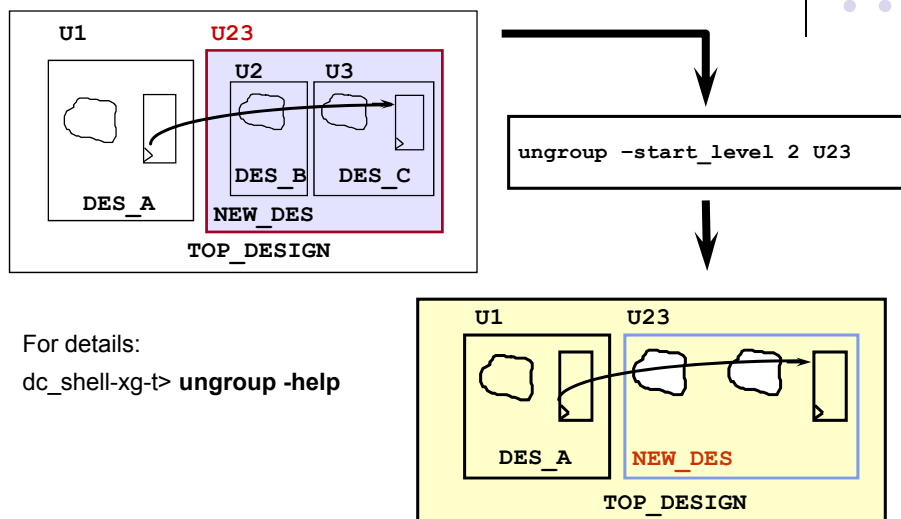 U1 U23
U2 U3
DES_B DES_C
DES_A
NEW_DES
TOP_DESIGN
ungroup –start_level 2 U23
For details:
dc_shell-xg-t> ungroup -help
U1 U23
DES_A NEW_DES
TOP_DESIGN